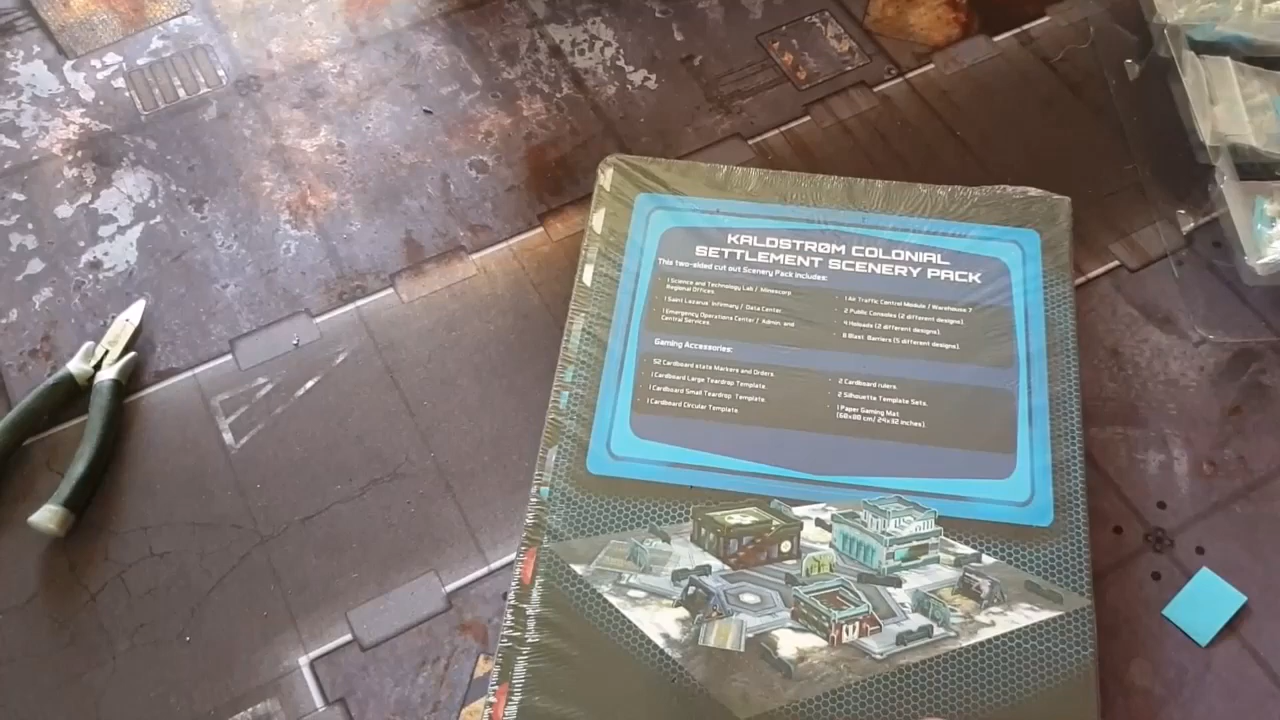 KALDSTRØM COLONIAL
SETTLEMENT SCENERY PACK
This two-sided cut out Scenery Pack includes:
· 1 Science and Technology Lab / Minescorp
Regional Offices.
· 1 Saint Lazarus' Infirmary / Data Center.
· 1 Emergency Operations Center / Admin. and
Central Services.
· 1 Air Traffic Control Module / Warehouse 7
· 2 Public Consoles (2 different designs).
· 4 Holoads (2 different designs).
· 8 Blast Barriers (5 different designs).
Gaming Accessories:
· 52 Cardboard state Markers and Orders.
· 1 Cardboard Large Teardrop Template.
· 1 Cardboard Small Teardrop Template.
· 1 Cardboard Circular Template.
· 2 Cardboard rulers.
· 2 Silhouette Template Sets.
· 1 Paper Gaming Mat
(60x80 cm/ 24x32 inches).